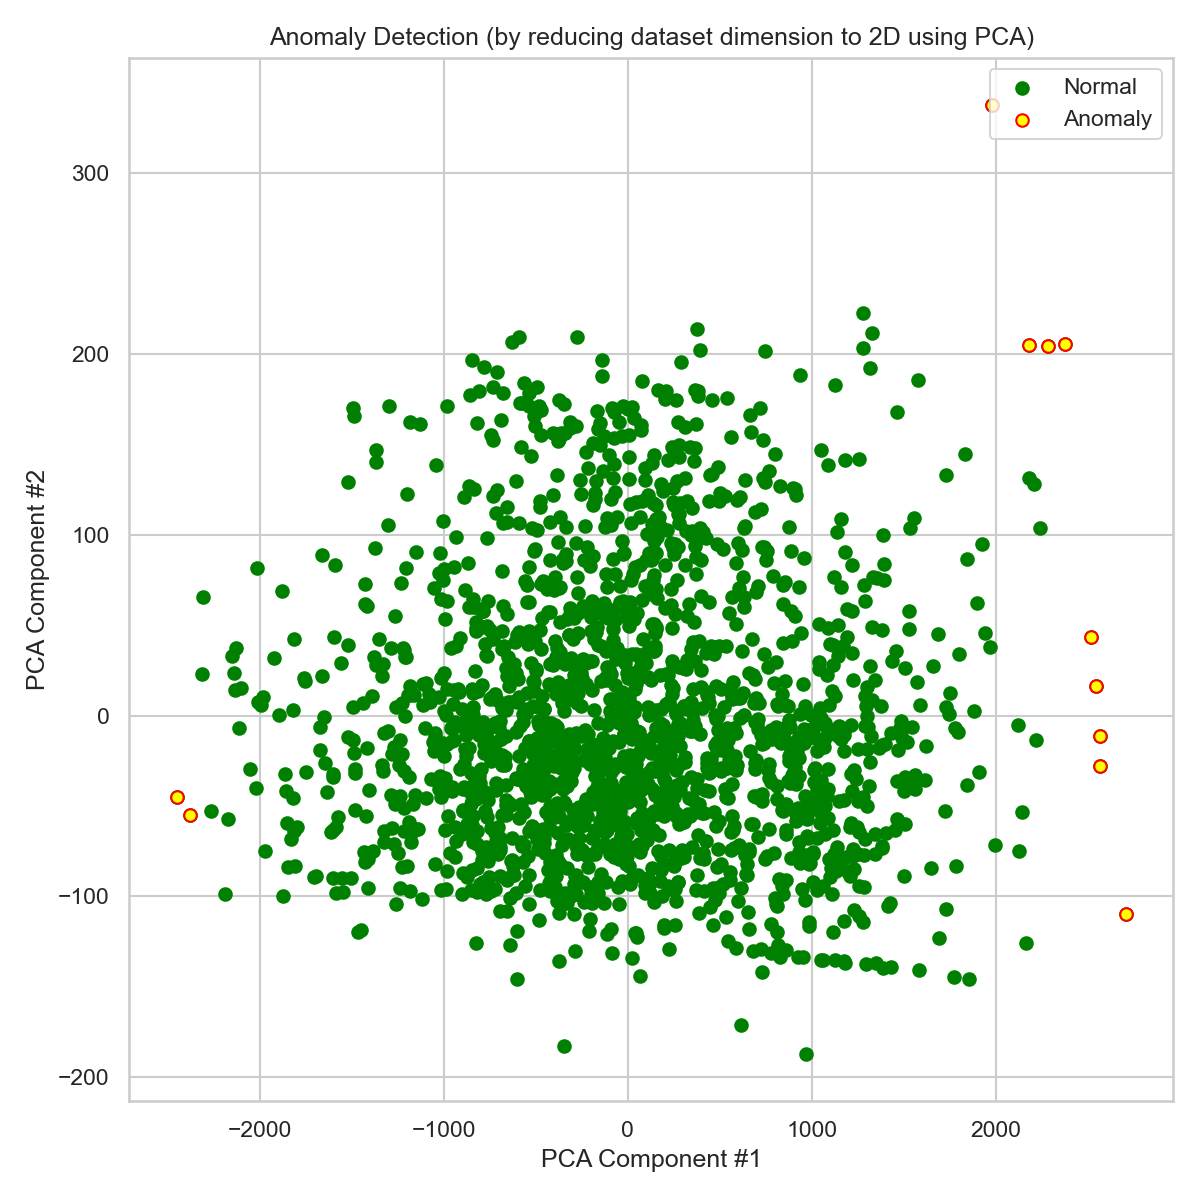 Anomaly Detection (by reducing dataset dimension to 2D using PCA)
Normal
Anomaly
300
200
100
0
−100
−200
PCA Component #2
−2000
−1000
0
1000
2000
PCA Component #1